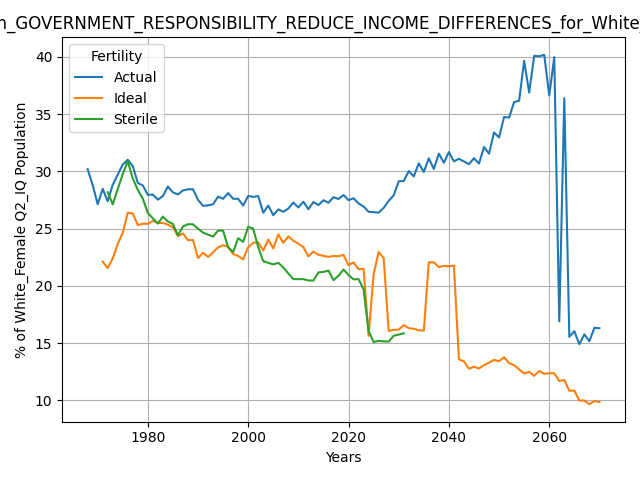 n_GOVERNMENT_RESPONSIBILITY_REDUCE_INCOME_DIFFERENCES_for_White_
Fertility
Actual
Ideal
Sterile
% of White_Female Q2_IQ Population
40
35
30
25
20
15
10
1980
2000
2020
2040
2060
Years